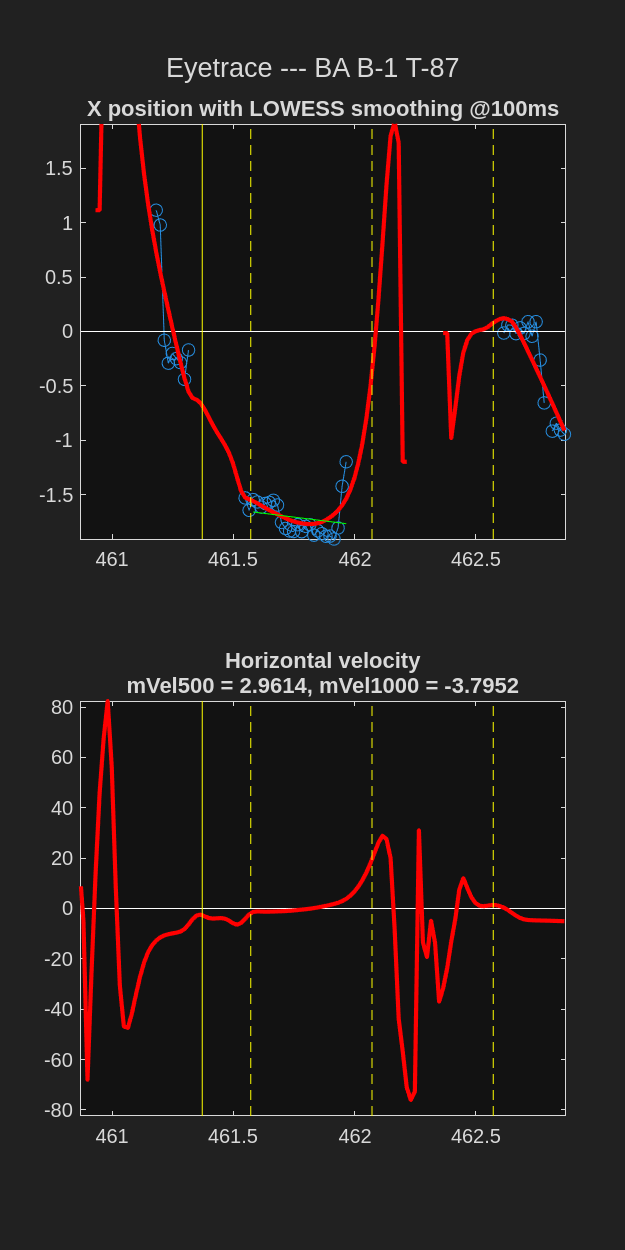 Eyetrace --- BA B-1 T-87
X position with LOWESS smoothing @100ms
1.5
1
0.5
0
-0.5
-1
-1.5
461 461.5 462 462.5
Horizontal velocity
mVel500 = 2.9614, mVel1000 = -3.7952
80
60
40
20
0
-20
-40
-60
-80
461 461.5 462 462.5